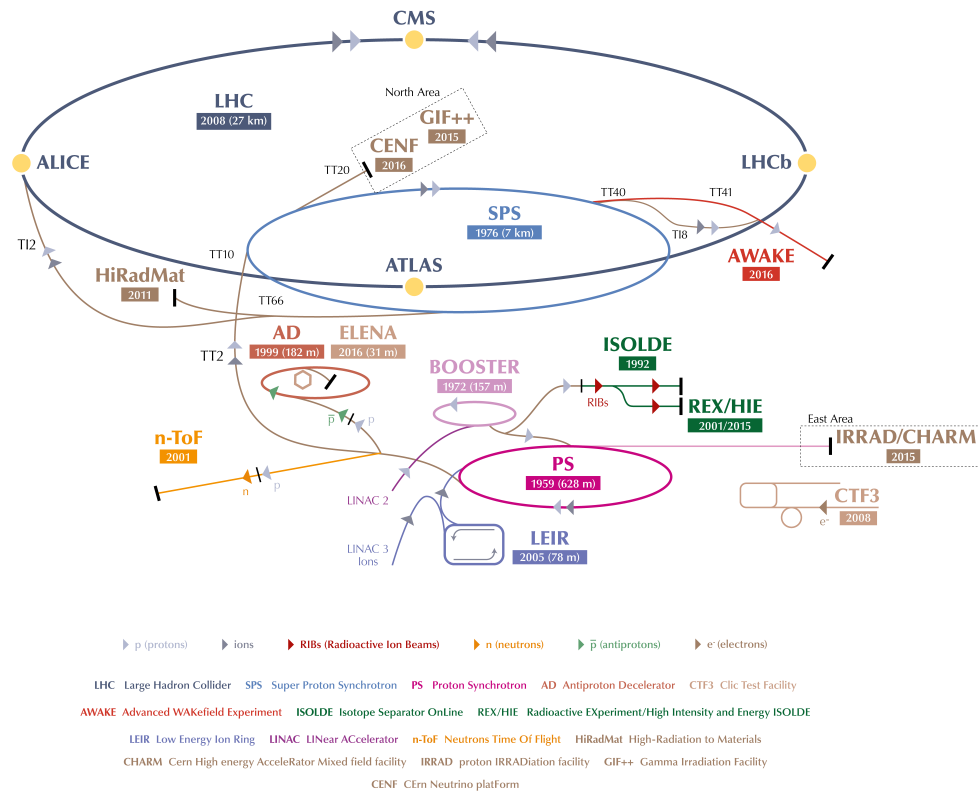 CMS
North Area
LHC
2008 (27 km)
GIF++
2015
CENF
2016
TT20
ALICE
LHCb
TT40
TT41
SPS
1976 (7 km)
TI8
TI2
TT10
ATLAS
AWAKE
2016
HiRadMat
2011
TT66
AD
1999 (182 m)
ELENA
2016 (31 m)
TT2
ISOLDE
1992
BOOSTER
1972 (157 m)
RIBs
REX/HIE
2001/2015
p̅
p
East Area
n-ToF
2001
IRRAD/CHARM
2015
PS
1959 (628 m)
n
p
LINAC 2
CTF3
2008
e-
LEIR
2005 (78 m)
LINAC 3
Ions
p (protons) ions RIBs (Radioactive Ion Beams) n (neutrons) p̅ (antiprotons) e- (electrons)
LHC Large Hadron Collider SPS Super Proton Synchrotron PS Proton Synchrotron AD Antiproton Decelerator CTF3 Clic Test Facility
AWAKE Advanced WAKefield Experiment ISOLDE Isotope Separator OnLine REX/HIE Radioactive EXperiment/High Intensity and Energy ISOLDE
LEIR Low Energy Ion Ring LINAC LINear ACcelerator n-ToF Neutrons Time Of Flight HiRadMat High-Radiation to Materials
CHARM Cern High energy AcceleRator Mixed field facility IRRAD proton IRRADiation facility GIF++ Gamma Irradiation Facility
CENF CErn Neutrino platForm